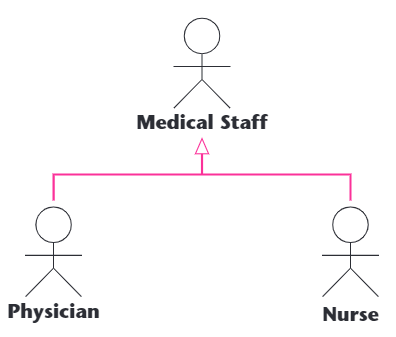 Medical Staff
Physician
Nurse